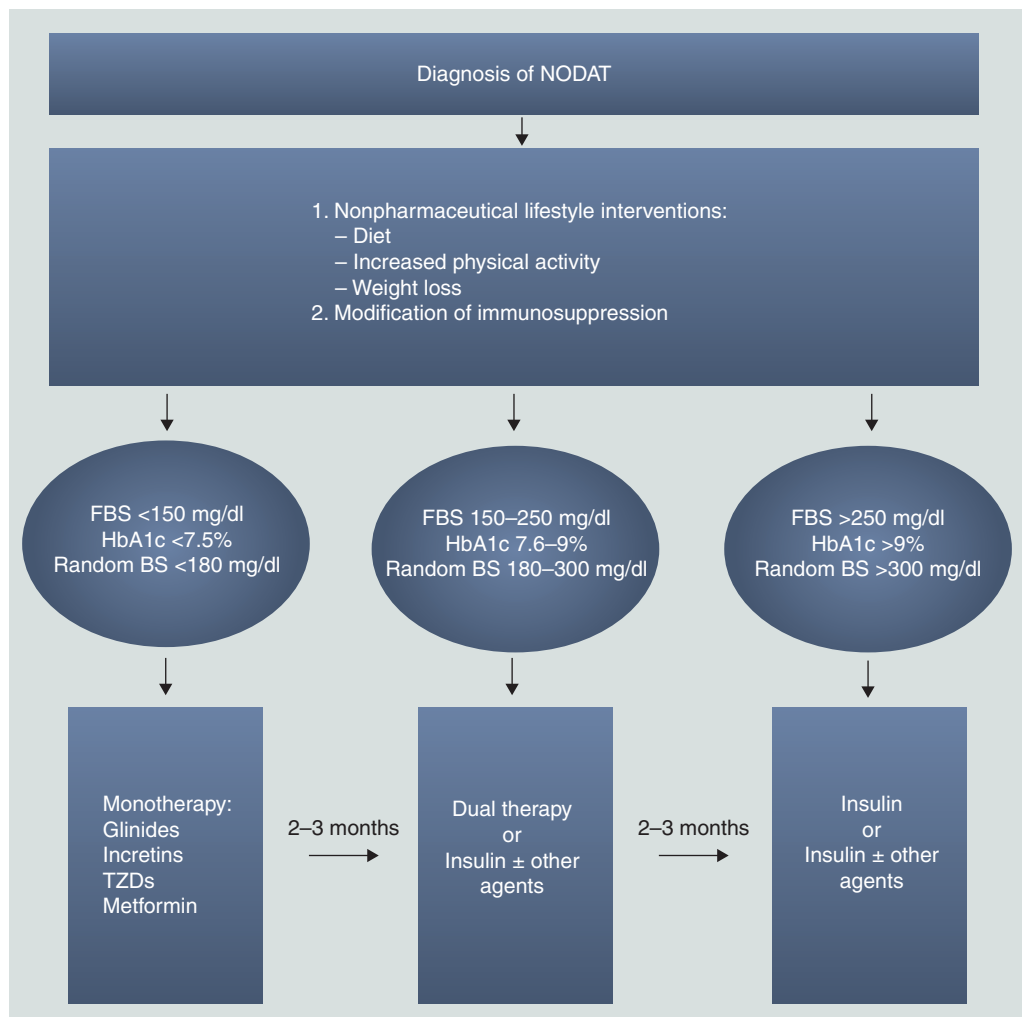 Diagnosis of NODAT
1. Nonpharmaceutical lifestyle interventions:
– Diet
– Increased physical activity
– Weight loss
2. Modification of immunosuppression
FBS <150 mg/dl
HbA1c <7.5%
Random BS <180 mg/dl
FBS 150–250 mg/dl
HbA1c 7.6–9%
Random BS 180–300 mg/dl
FBS >250 mg/dl
HbA1c >9%
Random BS >300 mg/dl
Monotherapy:
Glinides
Incretins
TZDs
Metformin
2–3 months
Dual therapy
or
Insulin ± other
agents
2–3 months
Insulin
or
Insulin ± other
agents